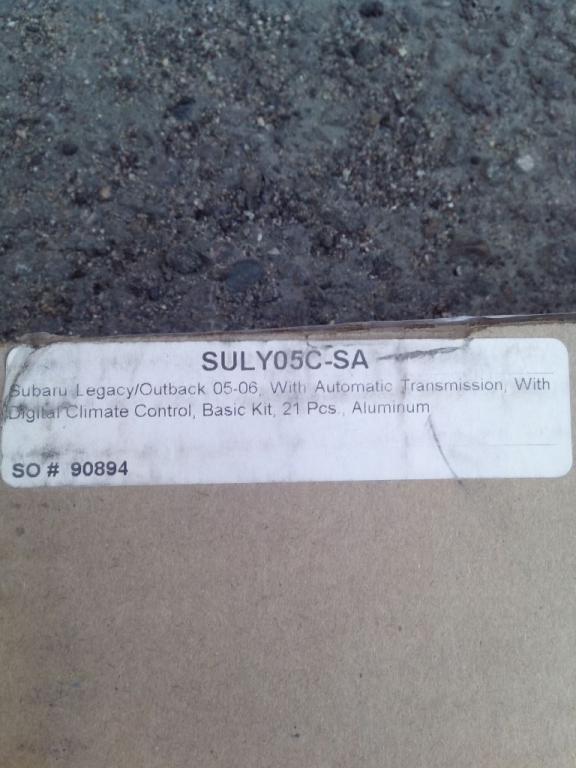 SULY05C-SA
Subaru Legacy/Outback 05-06, With Automatic Transmission, With
Digital Climate Control, Basic Kit, 21 Pcs., Aluminum
SO # 90894